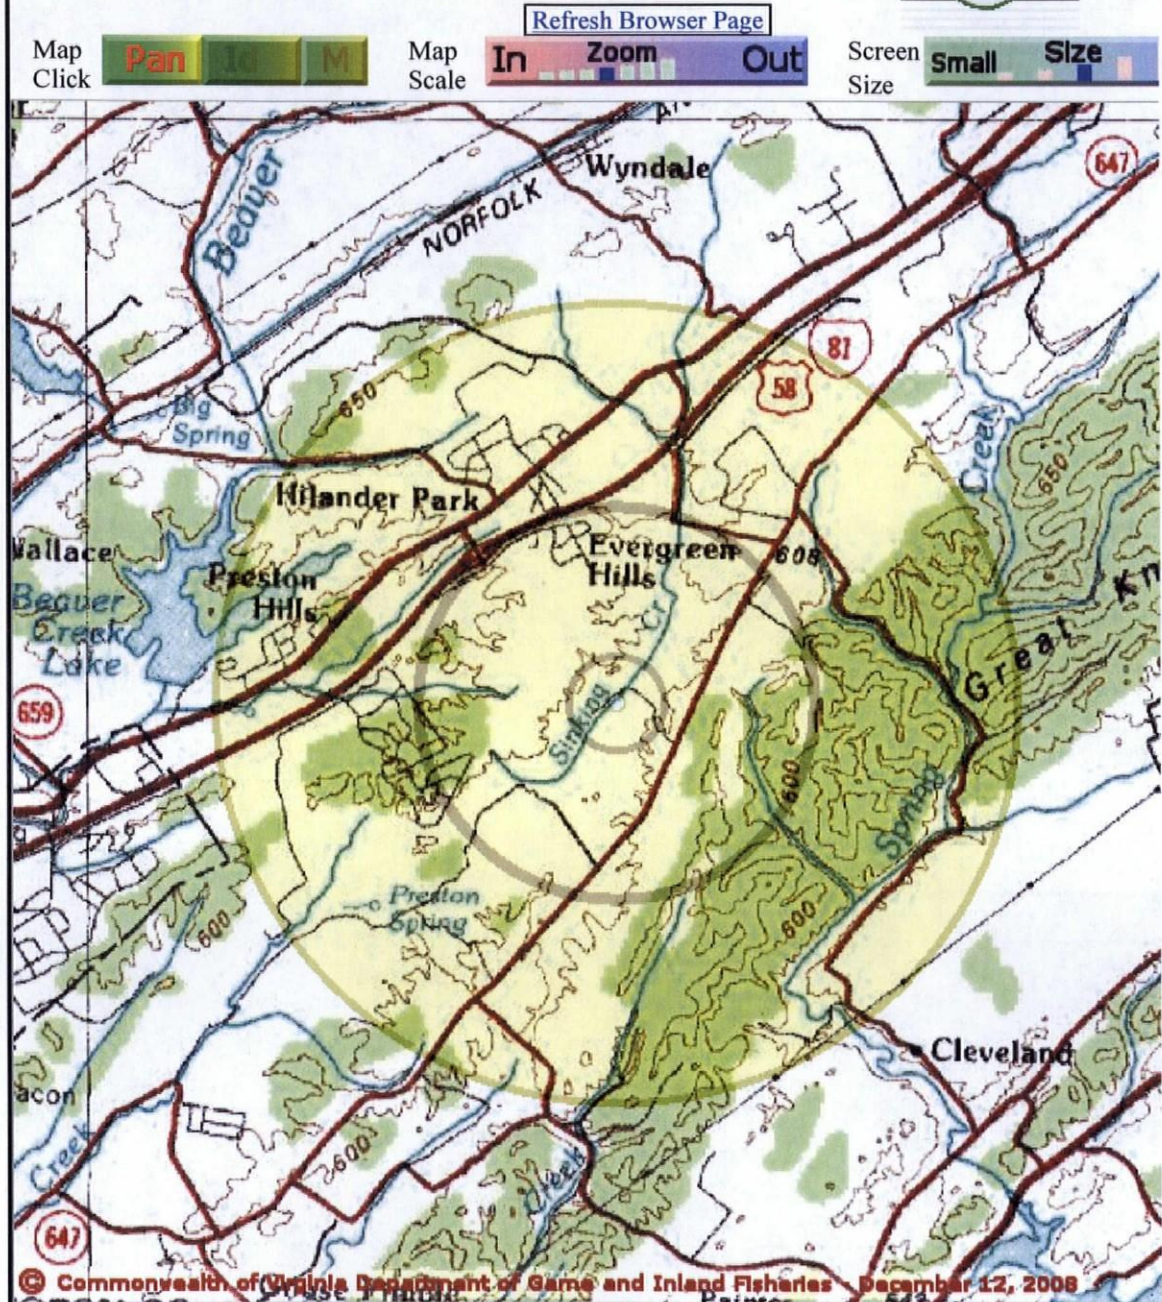 Refresh Browser Page
Map
Click
Pan
Id
M
Map
Scale
In
Zoom
Out
Screen
Size
Small
Size
Wyndale
647
Beaver
NORFOLK
81
58
650
Big
Spring
Creek
650
Hilander Park
Wallace
Evergreen
Hills
608
Preston
Hills
Kn
Beaver
Creek
Lake
Cr
Great
659
Sinking
600
Spring
Preston
Spring
600
600
Cleveland
acon
Creek
600
Creek
647
© Commonwealth of Virginia Department of Game and Inland Fisheries - December 12, 2008